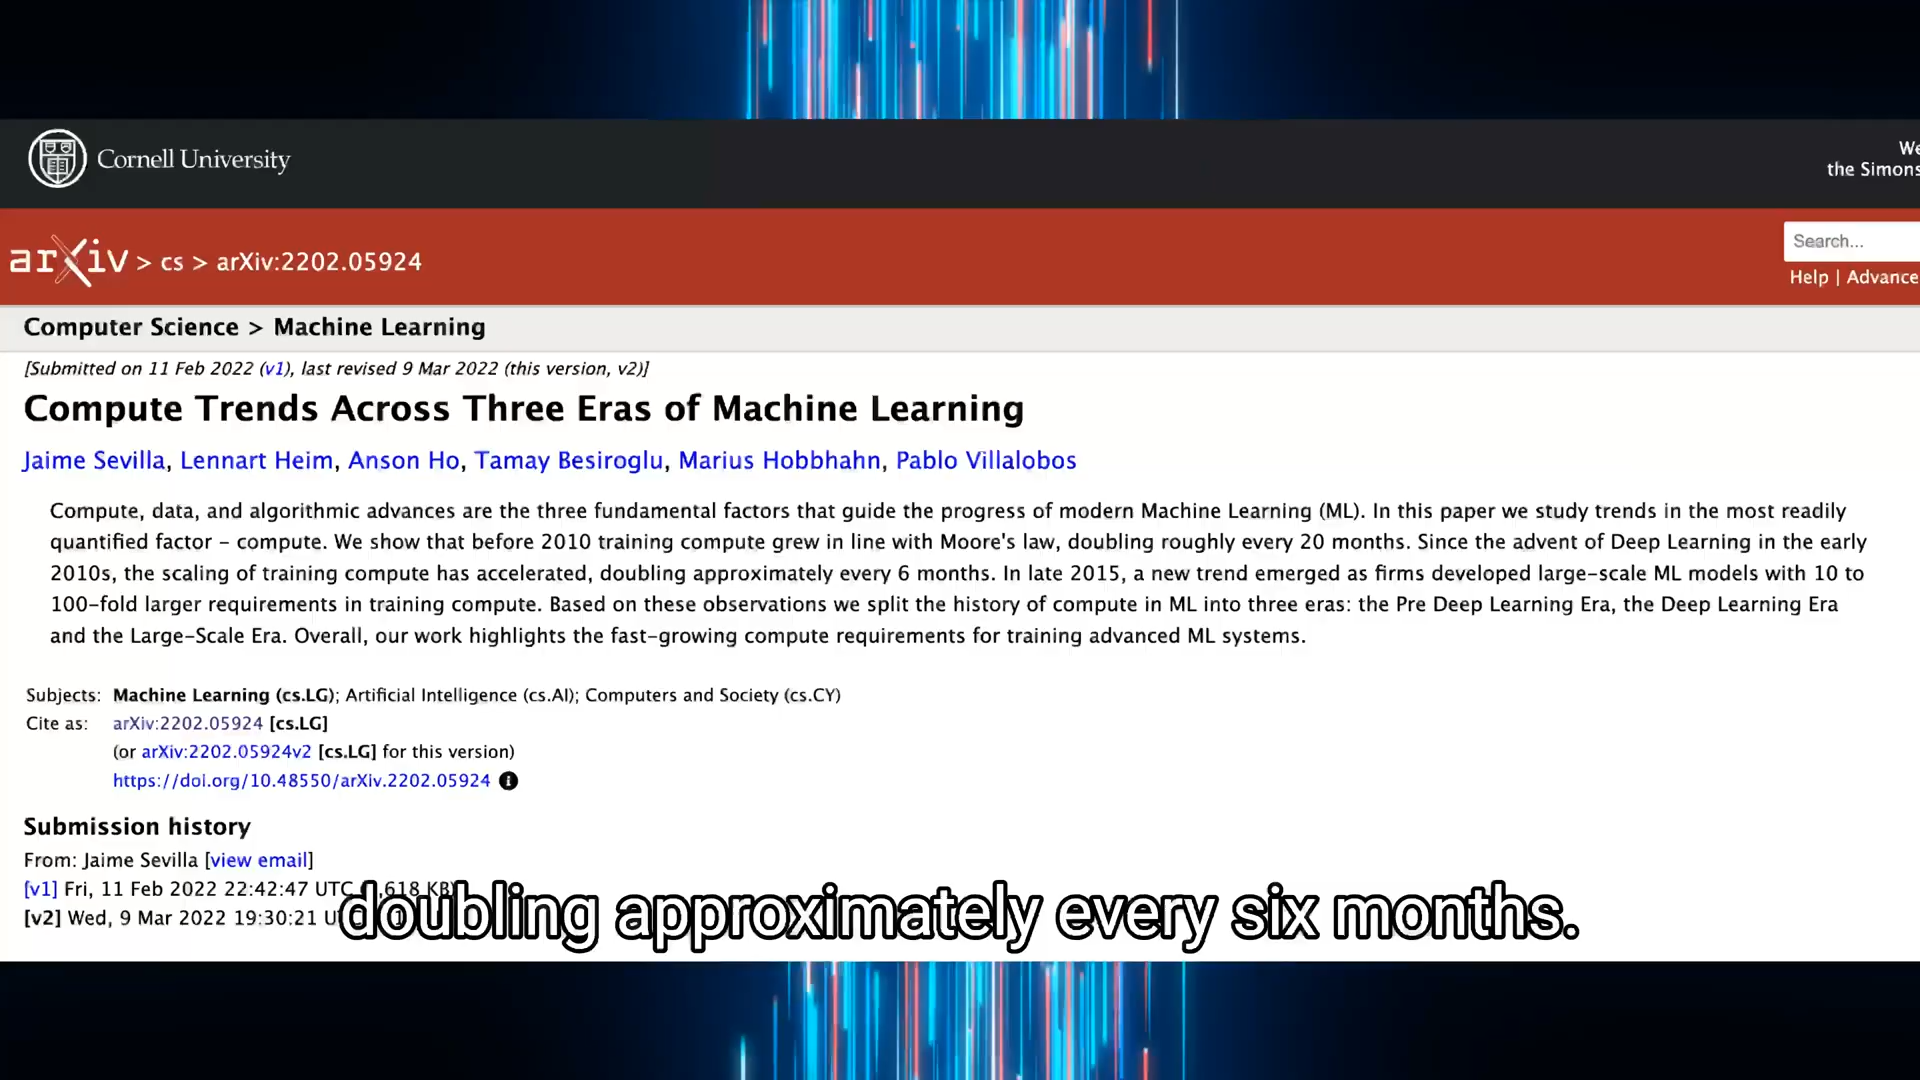 Cornell University
We
the Simons
arXiv > cs > arXiv:2202.05924
Search...
Help | Advance
Computer Science > Machine Learning
[Submitted on 11 Feb 2022 (v1), last revised 9 Mar 2022 (this version, v2)]
Compute Trends Across Three Eras of Machine Learning
Jaime Sevilla, Lennart Heim, Anson Ho, Tamay Besiroglu, Marius Hobbhahn, Pablo Villalobos
Compute, data, and algorithmic advances are the three fundamental factors that guide the progress of modern Machine Learning (ML). In this paper we study trends in the most readily
quantified factor – compute. We show that before 2010 training compute grew in line with Moore's law, doubling roughly every 20 months. Since the advent of Deep Learning in the early
2010s, the scaling of training compute has accelerated, doubling approximately every 6 months. In late 2015, a new trend emerged as firms developed large-scale ML models with 10 to
100-fold larger requirements in training compute. Based on these observations we split the history of compute in ML into three eras: the Pre Deep Learning Era, the Deep Learning Era
and the Large-Scale Era. Overall, our work highlights the fast-growing compute requirements for training advanced ML systems.
Subjects: Machine Learning (cs.LG); Artificial Intelligence (cs.AI); Computers and Society (cs.CY)
Cite as: arXiv:2202.05924 [cs.LG]
(or arXiv:2202.05924v2 [cs.LG] for this version)
https://doi.org/10.48550/arXiv.2202.05924
Submission history
From: Jaime Sevilla [view email]
[v1] Fri, 11 Feb 2022 22:42:47 UTC ,618 KB)
[v2] Wed, 9 Mar 2022 19:30:21
doubling approximately every six months.